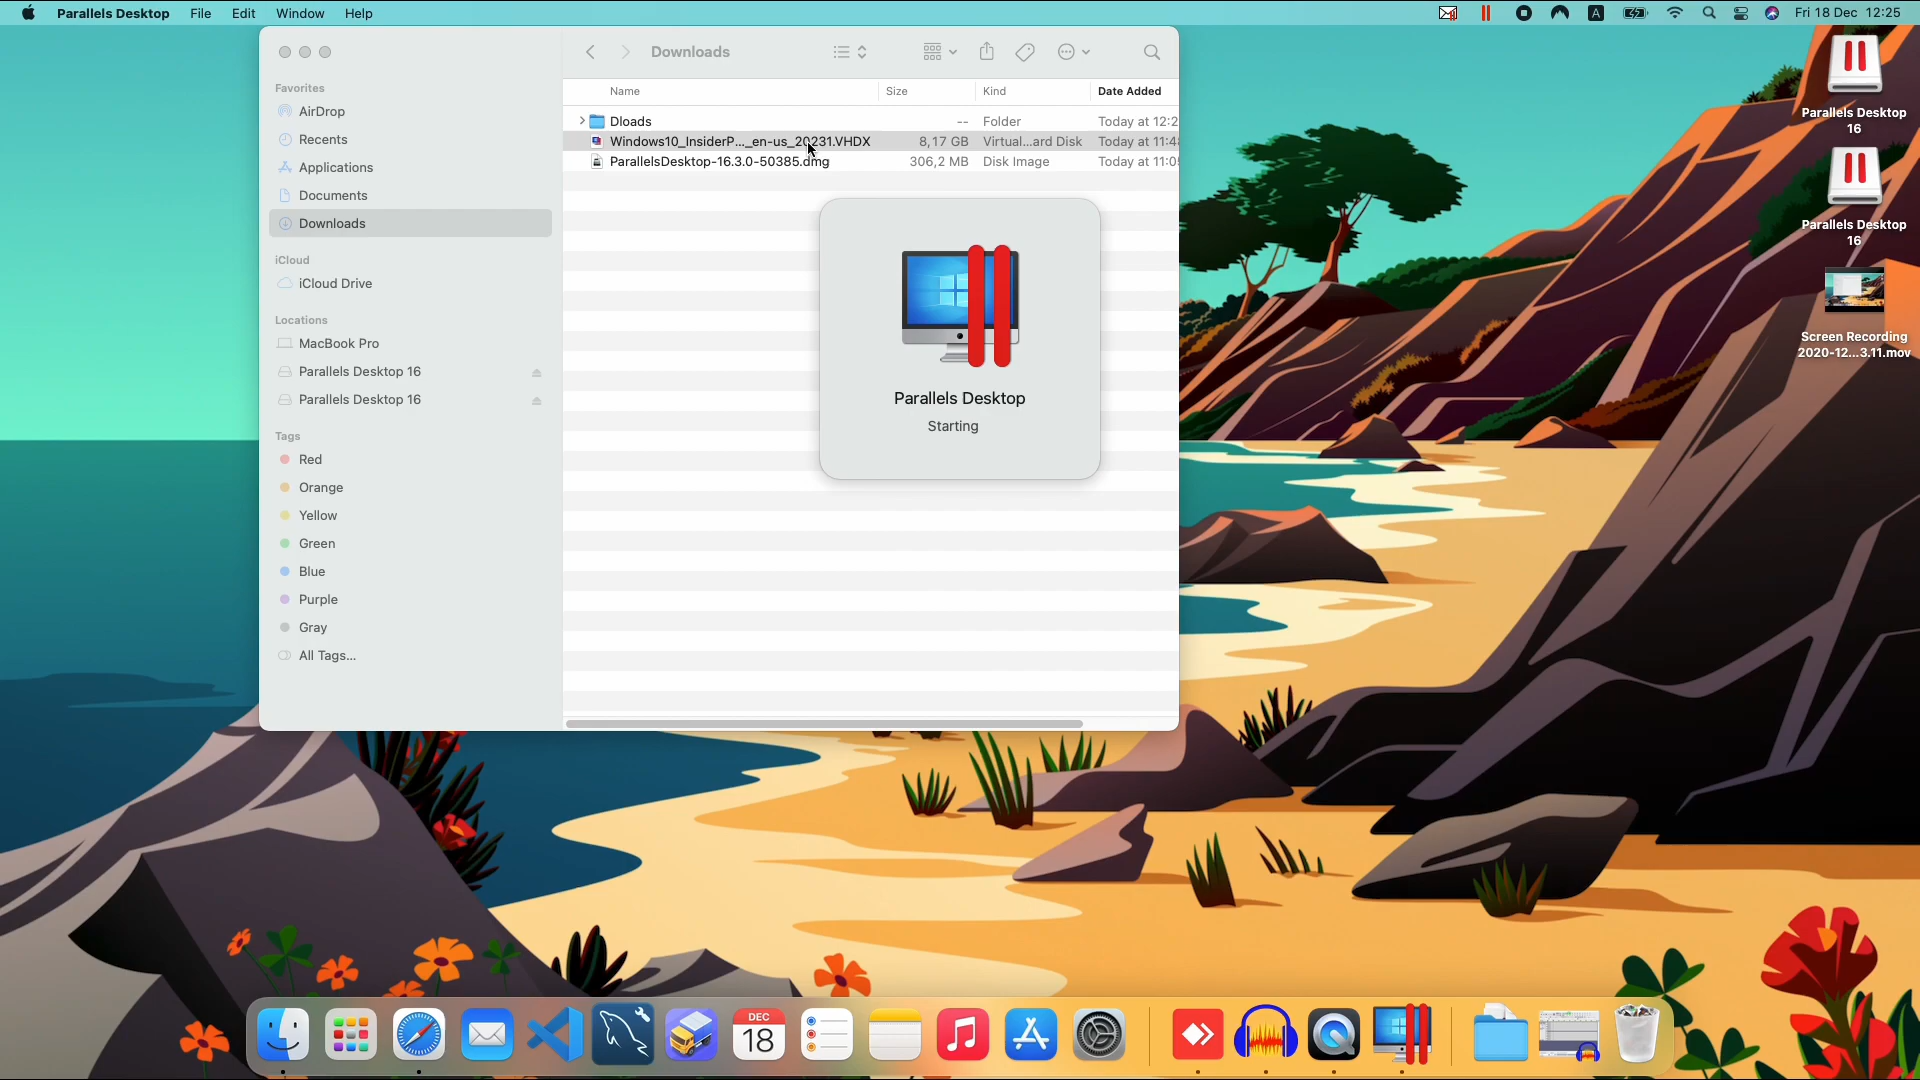 Parallels Desktop File Edit Window Help
A Fri 18 Dec 12:25
Downloads
Favorites
AirDrop
Recents
Applications
Documents
Downloads
iCloud
iCloud Drive
Locations
MacBook Pro
Parallels Desktop 16
Parallels Desktop 16
Tags
Red
Orange
Yellow
Green
Blue
Purple
Gray
All Tags...
Name Size Kind Date Added
Dloads -- Folder Today at 12:2
Windows10_InsiderP..._en-us_20231.VHDX 8,17 GB Virtual...ard Disk Today at 11:4
ParallelsDesktop-16.3.0-50385.dmg 306,2 MB Disk Image Today at 11:0
Parallels Desktop
Starting
Parallels Desktop
16
Parallels Desktop
16
Screen Recording
2020-12...3.11.mov
DEC
18